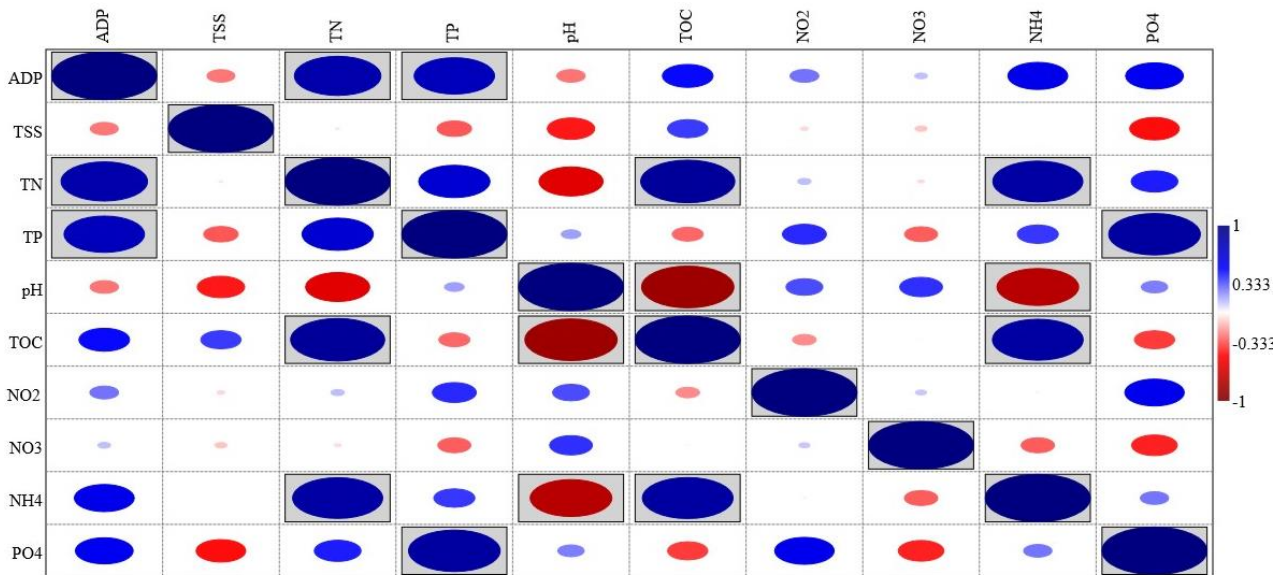 ADP TSS TN TP pH TOC NO2 NO3 NH4 PO4
ADP
TSS
TN
TP
pH
TOC
NO2
NO3
NH4
PO4
1
0.333
-0.333
-1